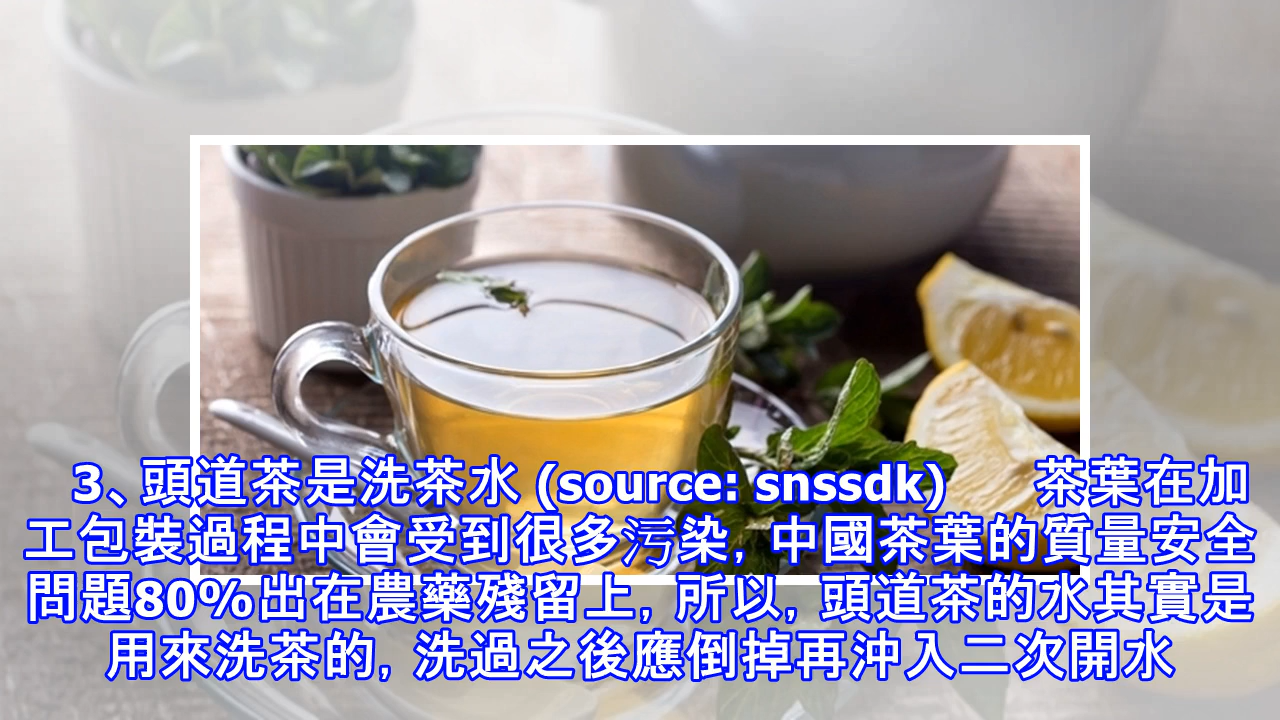 3、頭道茶是洗茶水 (source: snssdk)　　茶葉在加
工包裝過程中會受到很多污染, 中國茶葉的質量安全
問題80%出在農藥殘留上, 所以, 頭道茶的水其實是
用來洗茶的, 洗過之後應倒掉再沖入二次開水